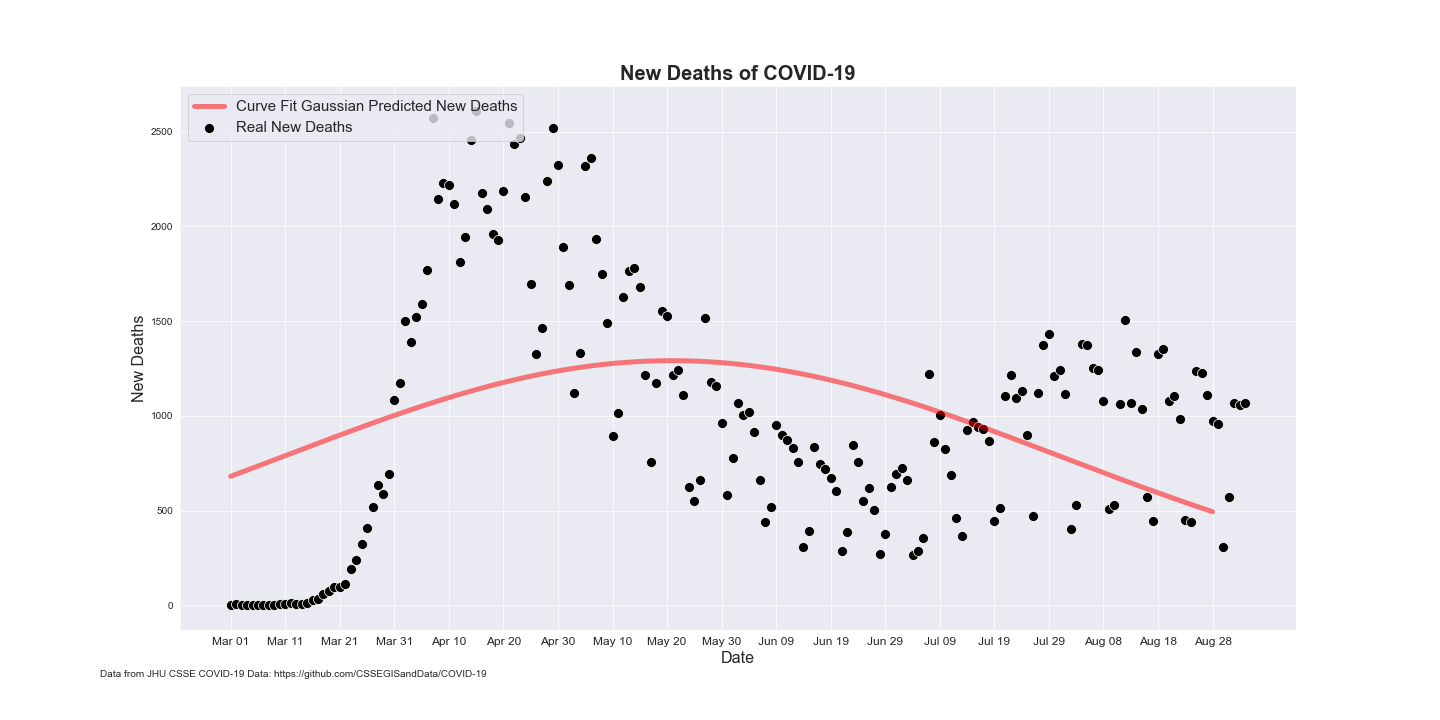 New Deaths of COVID-19
Curve Fit Gaussian Predicted New Deaths
Real New Deaths
New Deaths
2500
2000
1500
1000
500
0
Mar 01 Mar 11 Mar 21 Mar 31 Apr 10 Apr 20 Apr 30 May 10 May 20 May 30 Jun 09 Jun 19 Jun 29 Jul 09 Jul 19 Jul 29 Aug 08 Aug 18 Aug 28
Date
Data from JHU CSSE COVID-19 Data: https://github.com/CSSEGISandData/COVID-19